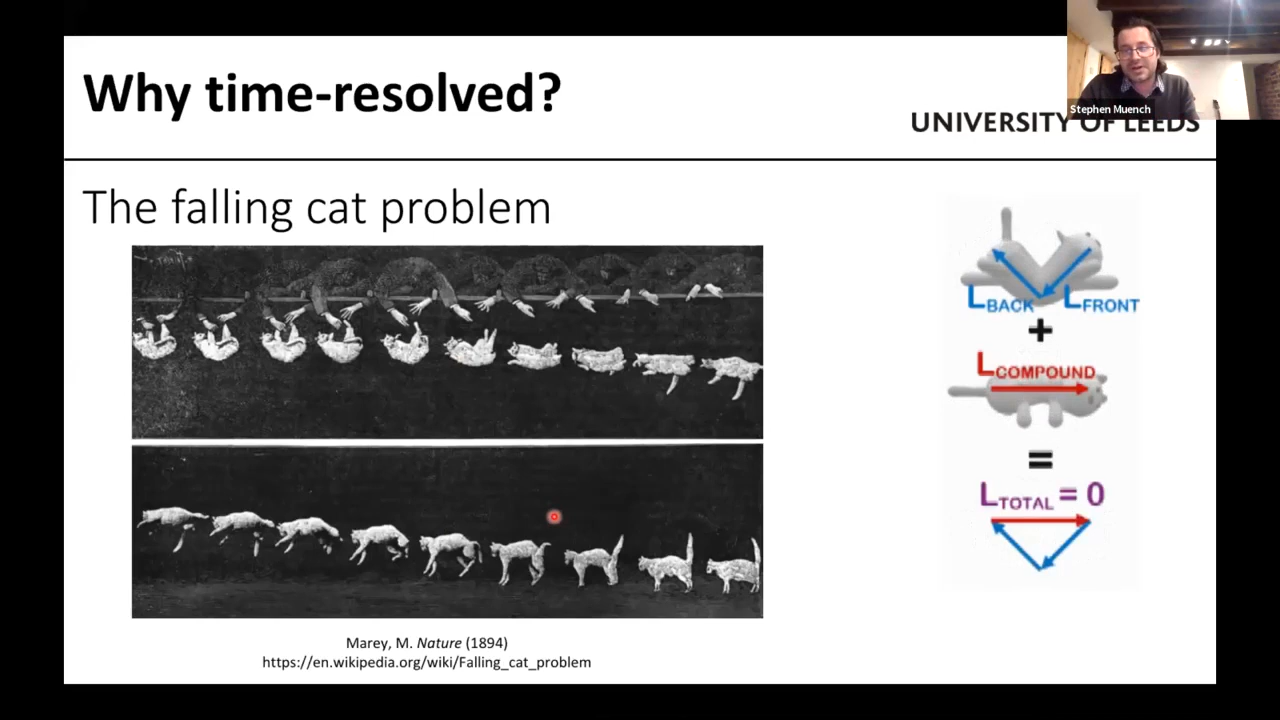 Why time-resolved?
Stephen Muench
UNIVERSITY OF LEEDS
The falling cat problem
L BACK L FRONT
+
L COMPOUND
=
L TOTAL = 0
Marey, M. Nature (1894)
https://en.wikipedia.org/wiki/Falling_cat_problem